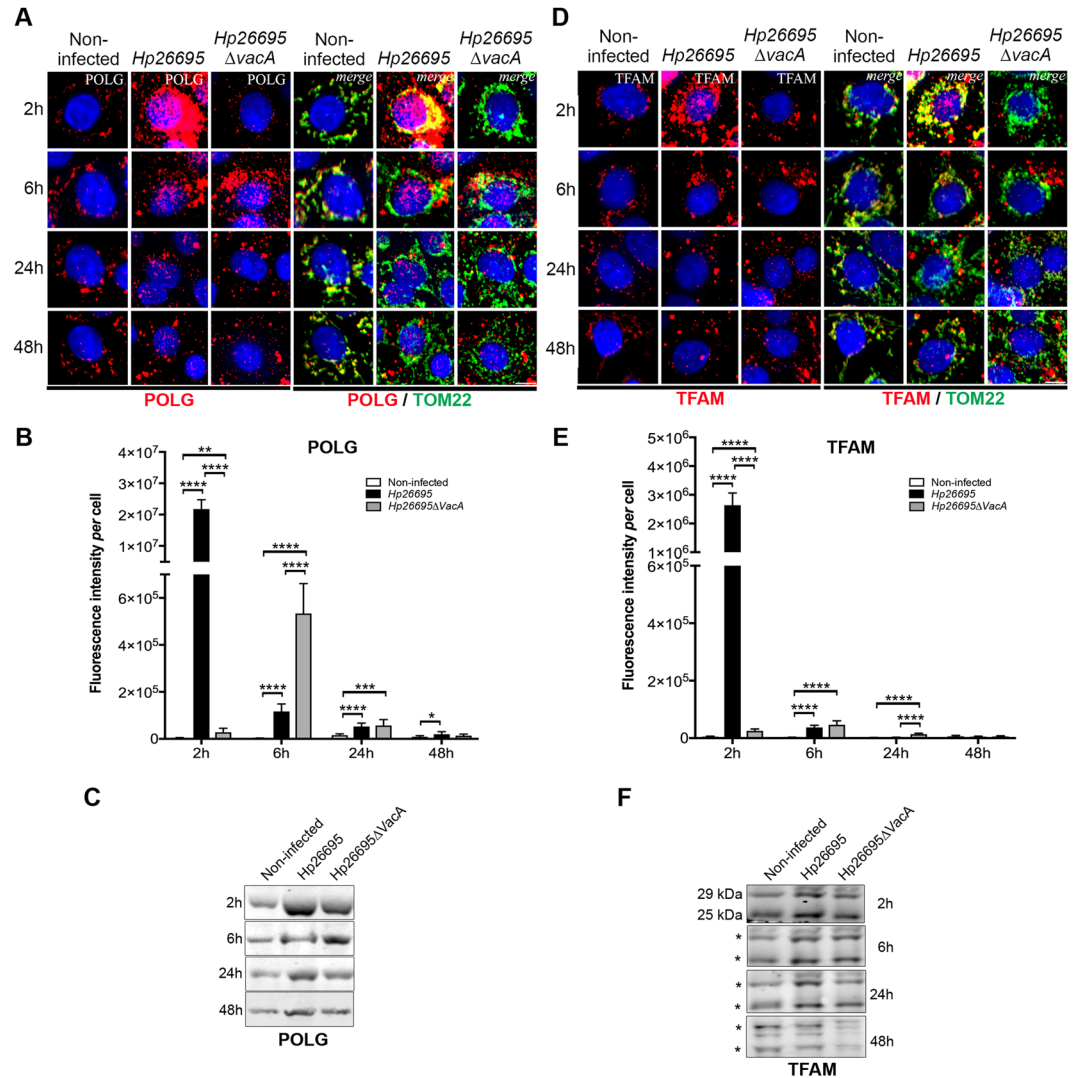 A
Non-
infected
Hp26695
Hp26695
ΔvacA
Non-
infected
Hp26695
Hp26695
ΔvacA
POLG
POLG
POLG
merge
merge
merge
2h
6h
24h
48h
POLG
POLG / TOM22
D
Non-
infected
Hp26695
Hp26695
ΔvacA
Non-
infected
Hp26695
Hp26695
ΔvacA
TFAM
TFAM
TFAM
merge
merge
merge
2h
6h
24h
48h
TFAM
TFAM / TOM22
B
POLG
Fluorescence intensity per cell
4×10⁷
3×10⁷
2×10⁷
1×10⁷
6×10⁵
4×10⁵
2×10⁵
0
** 
****
****
****
****
****
***
****
*
Non-infected
Hp26695
Hp26695ΔVacA
2h
6h
24h
48h
E
TFAM
Fluorescence intensity per cell
5×10⁶
4×10⁶
3×10⁶
2×10⁶
1×10⁶
6×10⁵
2×10⁵
0
****
****
****
****
****
****
****
Non-infected
Hp26695
Hp26695ΔVacA
2h
6h
24h
48h
C
Non-infected
Hp26695
Hp26695ΔVacA
2h
6h
24h
48h
POLG
F
Non-infected
Hp26695
Hp26695ΔVacA
29 kDa
25 kDa
2h
*
*
6h
*
*
24h
*
*
48h
TFAM